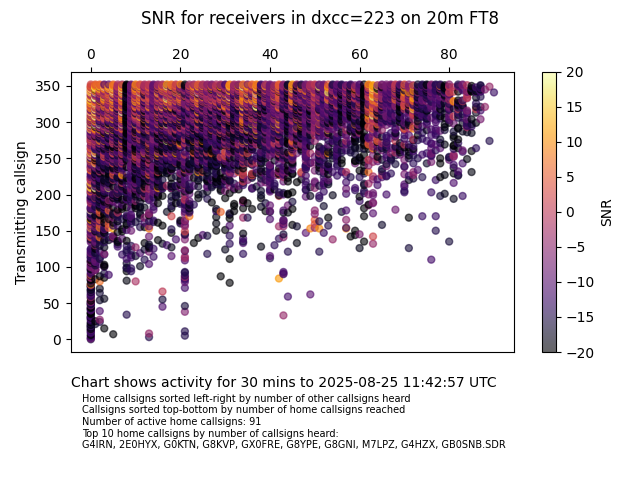 SNR for receivers in dxcc=223 on 20m FT8
0 20 40 60 80
350
300
250
200
150
100
50
0
Transmitting callsign
20
15
10
5
0
−5
−10
−15
−20
SNR
Chart shows activity for 30 mins to 2025-08-25 11:42:57 UTC
Home callsigns sorted left-right by number of other callsigns heard
Callsigns sorted top-bottom by number of home callsigns reached
Number of active home callsigns: 91
Top 10 home callsigns by number of callsigns heard:
G4IRN, 2E0HYX, G0KTN, G8KVP, GX0FRE, G8YPE, G8GNI, M7LPZ, G4HZX, GB0SNB.SDR